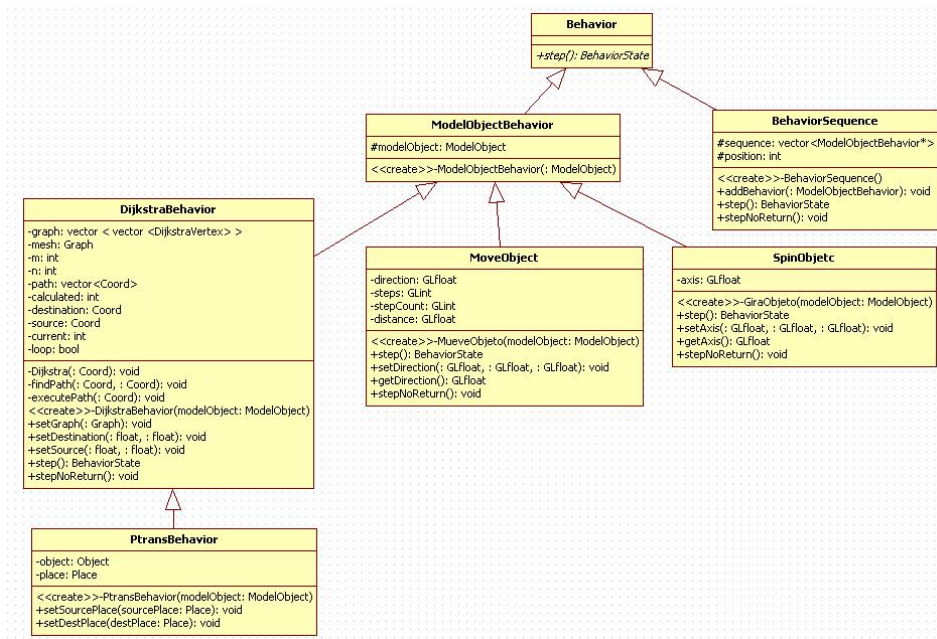 Behavior
+step(): BehaviorState
ModelObjectBehavior
#modelObject: ModelObject
<<create>>-ModelObjectBehavior(: ModelObject)
BehaviorSequence
#sequence: vector<ModelObjectBehavior*>
#position: int
<<create>>-BehaviorSequence()
+addBehavior(: ModelObjectBehavior): void
+step(): BehaviorState
+stepNoReturn(): void
DijkstraBehavior
-graph: vector < vector <DijkstraVertex> >
-mesh: Graph
-m: int
-n: int
-path: vector<Coord>
-calculated: int
-destination: Coord
-source: Coord
-current: int
-loop: bool
-Dijkstra(: Coord): void
-findPath(: Coord, : Coord): void
-executePath(: Coord): void
<<create>>-DijkstraBehavior(modelObject: ModelObject)
+setGraph(: Graph): void
+setDestination(: float, : float): void
+setSource(: float, : float): void
+step(): BehaviorState
+stepNoReturn(): void
MoveObject
-direction: GLfloat
-steps: GLint
-stepCount: GLint
-distance: GLfloat
<<create>>-MueveObjeto(modelObject: ModelObject)
+step(): BehaviorState
+setDirection(: GLfloat, : GLfloat, : GLfloat): void
+getDirection(): GLfloat
+stepNoReturn(): void
SpinObjetc
-axis: GLfloat
<<create>>-GiraObjeto(modelObject: ModelObject)
+step(): BehaviorState
+setAxis(: GLfloat, : GLfloat, : GLfloat): void
+getAxis(): GLfloat
+stepNoReturn(): void
PtransBehavior
-object: Object
-place: Place
<<create>>-PtransBehavior(modelObject: ModelObject)
+setSourcePlace(sourcePlace: Place): void
+setDestPlace(destPlace: Place): void